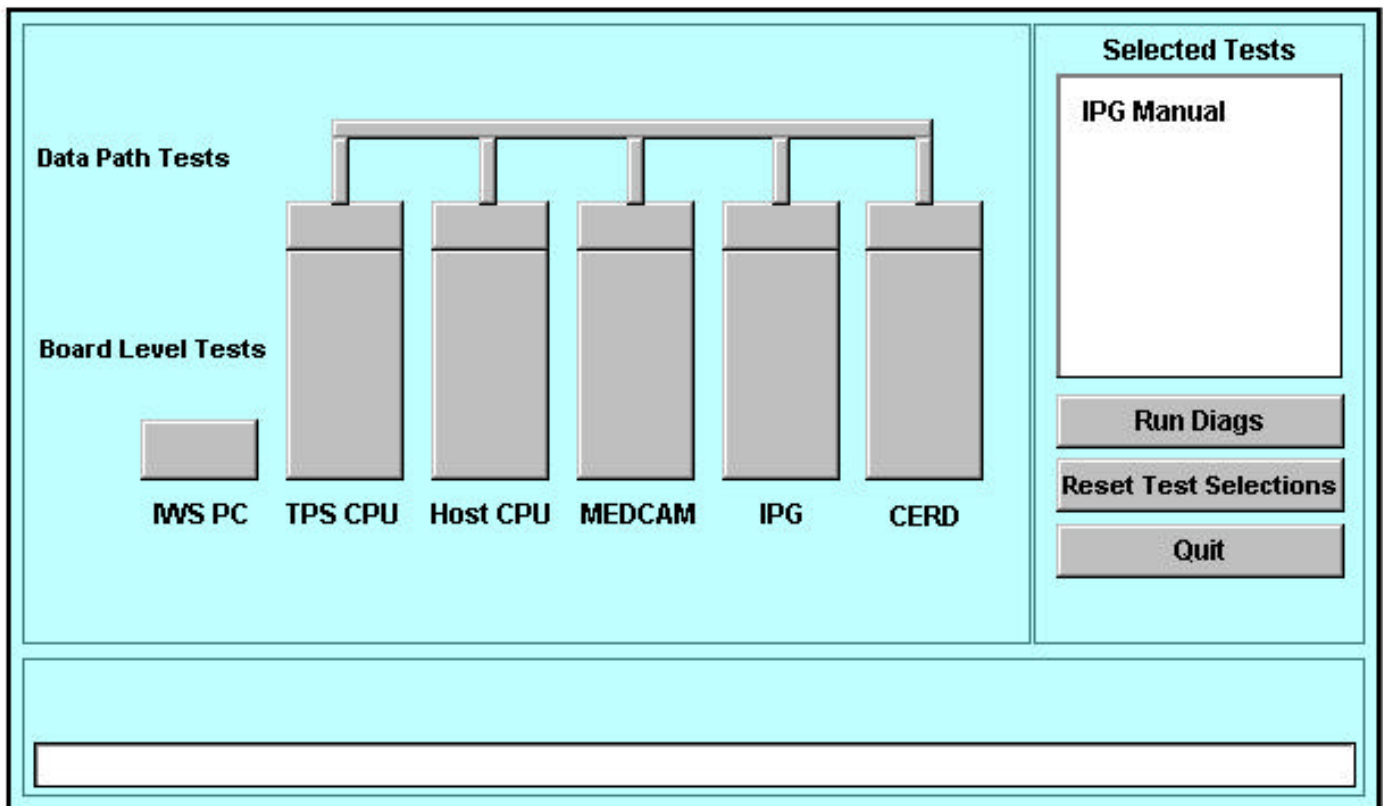 Selected Tests
IPG Manual
Data Path Tests
Board Level Tests
Run Diags
Reset Test Selections
Quit
IWS PC TPS CPU Host CPU MEDCAM IPG CERD